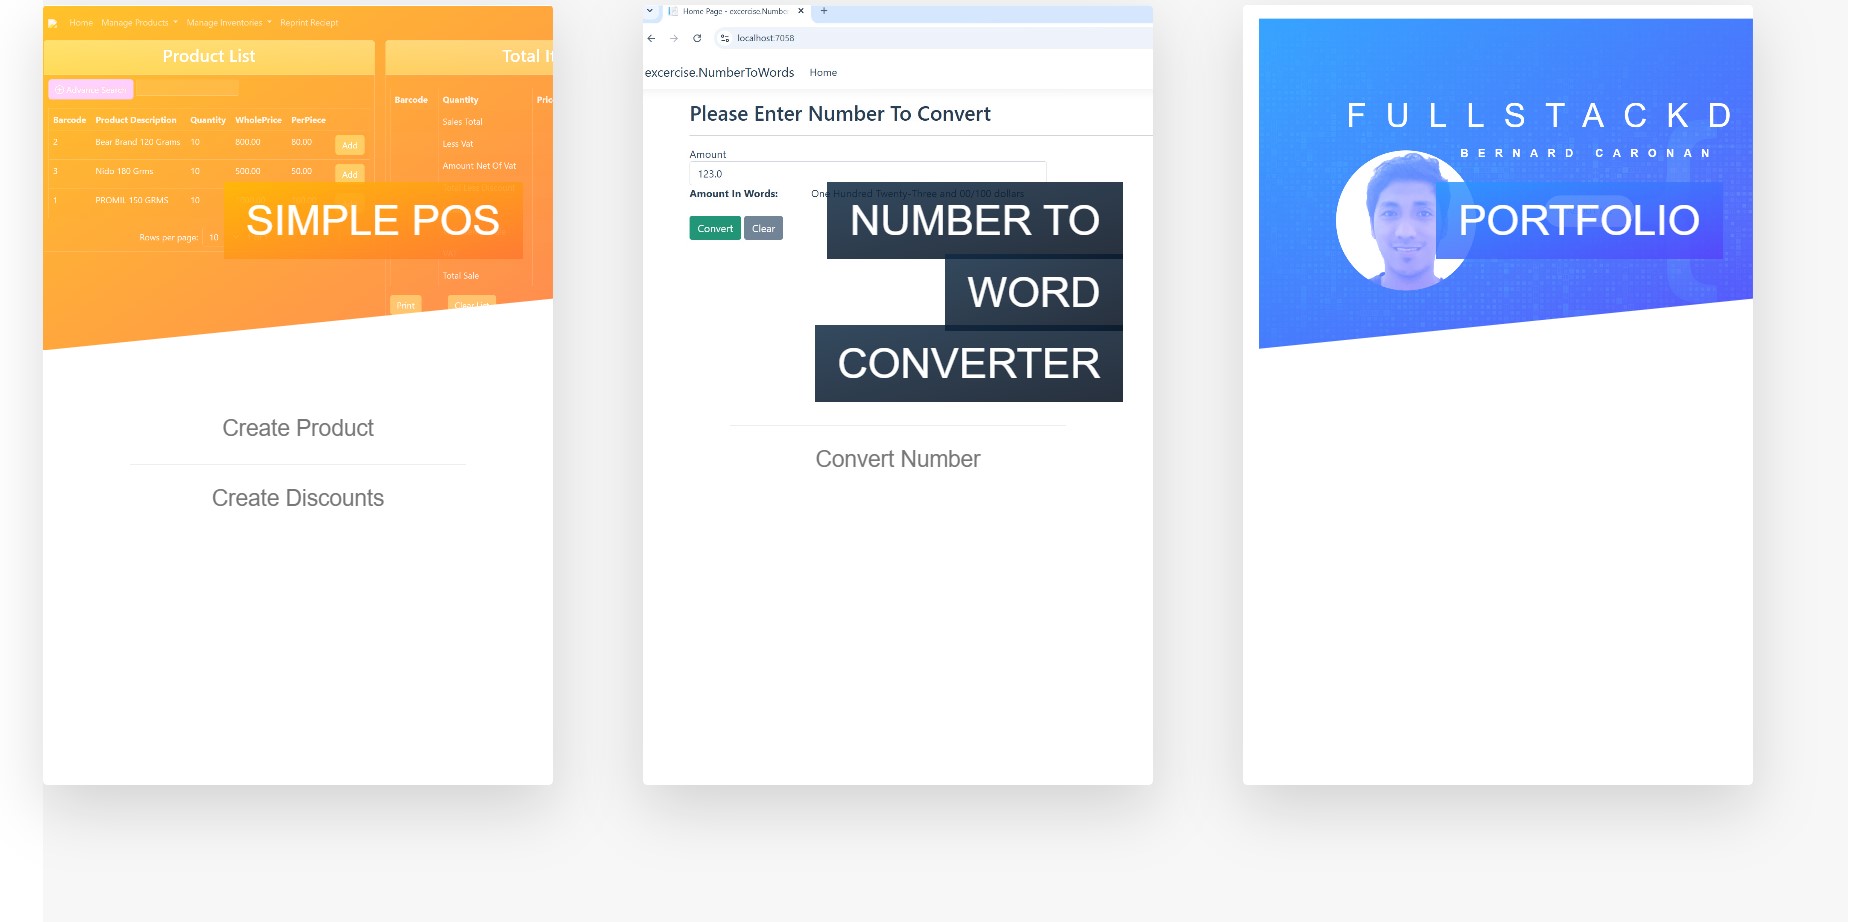 Home Manage Products Manage Inventories Reprint Reciept
Product List
Total It
Advance Search
Barcode Product Description Quantity WholePrice PerPiece
2 Bear Brand 120 Grams 10 800.00 80.00 Add
3 Nido 180 Grms 10 500.00 50.00 Add
1 PROMIL 150 GRMS 10
Rows per page: 10
Barcode Quantity Pric
Sales Total
Less Vat
Amount Net Of Vat
Total Sale
Print Clear List
SIMPLE POS
Create Product
Create Discounts
Home Page - excercise.Numbe
localhost:7058
excercise.NumberToWords Home
Please Enter Number To Convert
Amount
123.0
Amount In Words: One Hundred Twenty-Three and 00/100 dollars
Convert Clear
NUMBER TO
WORD
CONVERTER
Convert Number
FULLSTACKD
BERNARD CARONAN
PORTFOLIO